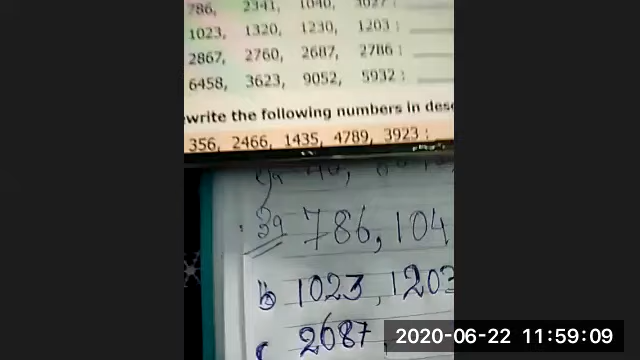 786, 2341, 1040, 3027 :
1023, 1320, 1230, 1203 :
2867, 2760, 2687, 2786 :
6458, 3623, 9052, 5932 :
write the following numbers in desc
356, 2466, 1435, 4789, 3923 :
786, 104
b 1023, 1203
c 2687,
2020-06-22 11:59:09